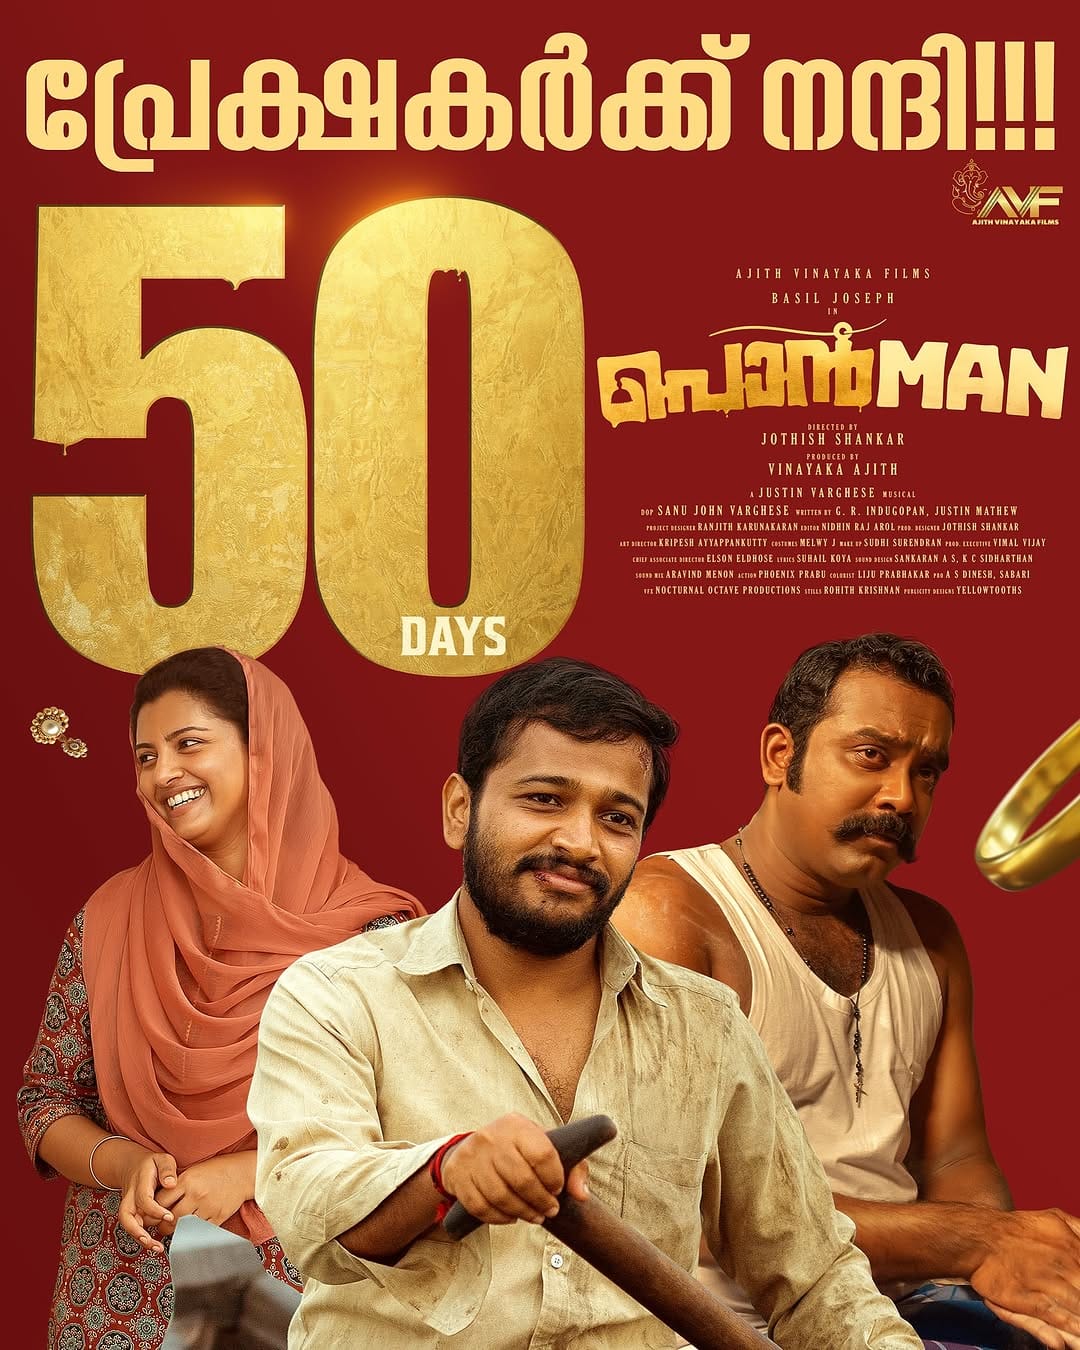 പ്രേക്ഷകർക്ക് നന്ദി!!!
AVF
AJITH VINAYAKA FILMS
50
DAYS
AJITH VINAYAKA FILMS
BASIL JOSEPH
IN
പൊൻMAN
DIRECTED BY
JOTHISH SHANKAR
PRODUCED BY
VINAYAKA AJITH
A JUSTIN VARGHESE MUSICAL
DOP SANU JOHN VARGHESE WRITTEN BY G. R. INDUGOPAN, JUSTIN MATHEW
PROJECT DESIGNER RANJITH KARUNAKARAN EDITOR NIDHIN RAJ AROL PROD. DESIGNER JOTHISH SHANKAR
ART DIRECTOR KRIPESH AYYAPPANKUTTY COSTUMES MELWY J MAKE UP SUDHI SURENDRAN PROD. EXECUTIVE VIMAL VIJAY
CHIEF ASSOCIATE DIRECTOR ELSON ELDHOSE LYRICS SUHAIL KOYA SOUND DESIGN SANKARAN A S, K C SIDHARTHAN
SOUND MIX ARAVIND MENON ACTION PHOENIX PRABU COLORIST LIJU PRABHAKAR PRO A S DINESH, SABARI
VFX NOCTURNAL OCTAVE PRODUCTIONS STILLS ROHITH KRISHNAN PUBLICITY DESIGNS YELLOWTOOTHS